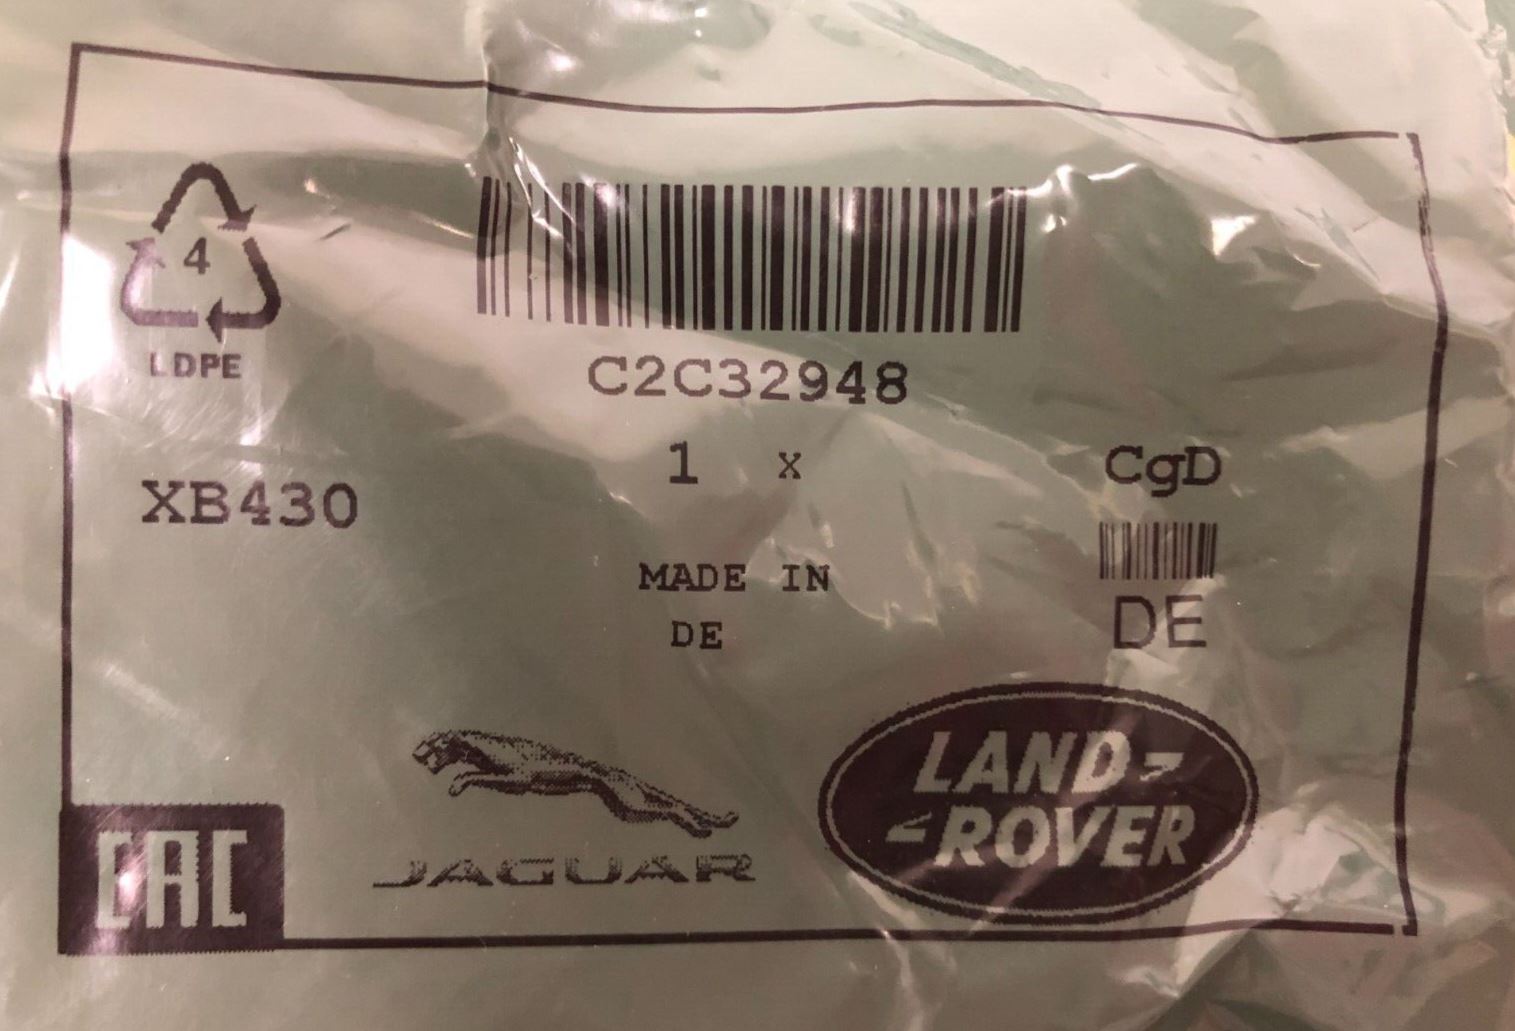 4
LDPE
C2C32948
1 x
CgD
XB430
MADE IN
DE
DE
JAGUAR
LAND-
-ROVER
EAC